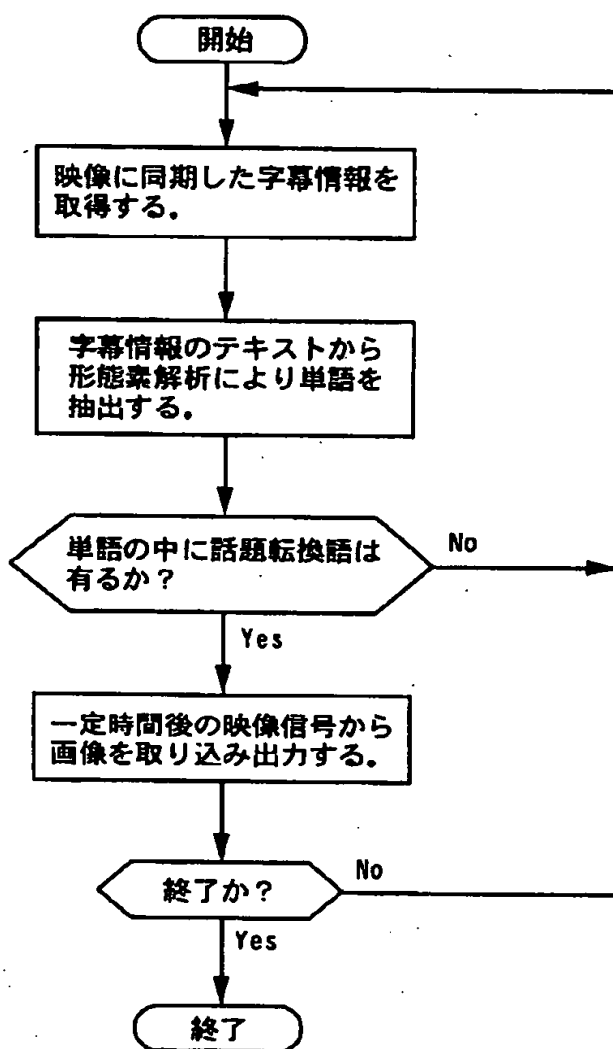 開始
映像に同期した字幕情報を
取得する。
字幕情報のテキストから
形態素解析により単語を
抽出する。
単語の中に話題転換語は
有るか？
No
Yes
一定時間後の映像信号から
画像を取り込み出力する。
終了か？
No
Yes
終了